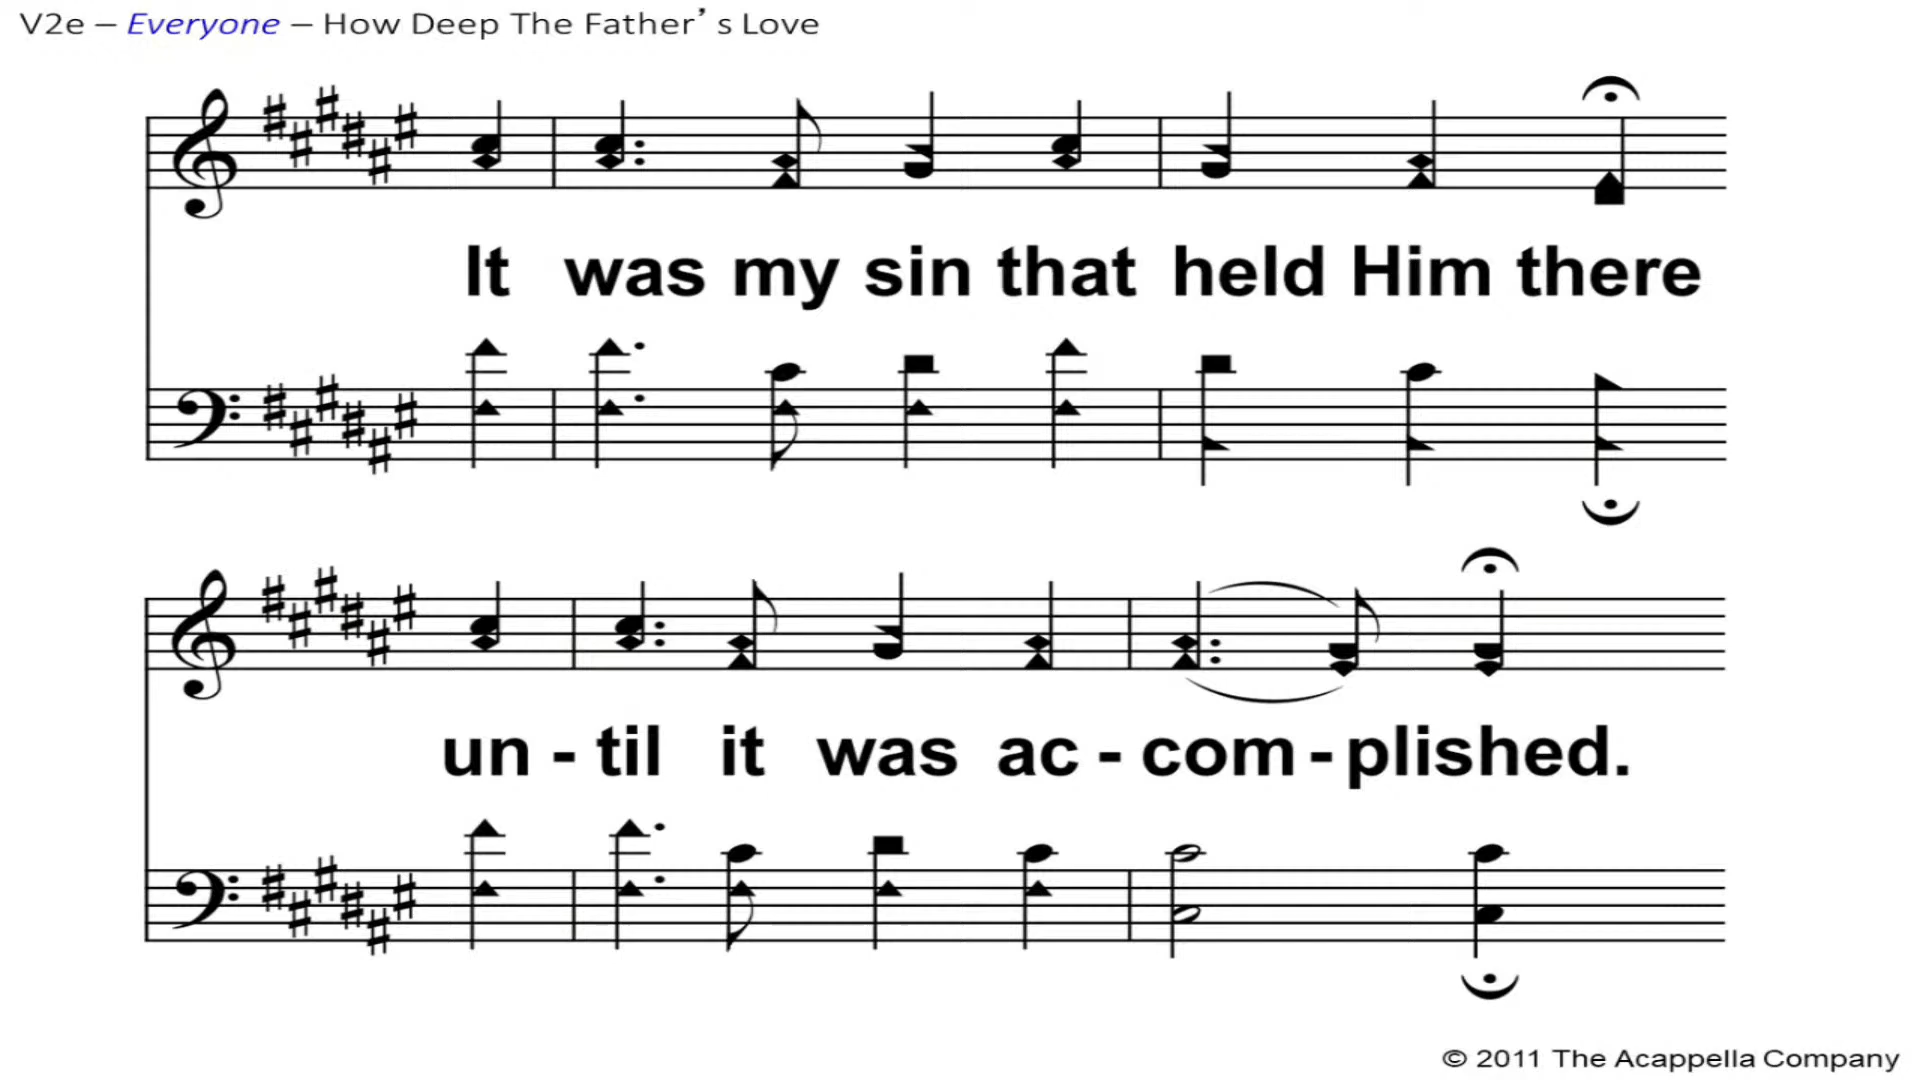 V2e – Everyone – How Deep The Father’s Love
It was my sin that held Him there
un - til it was ac - com - plished.
© 2011 The Acappella Company